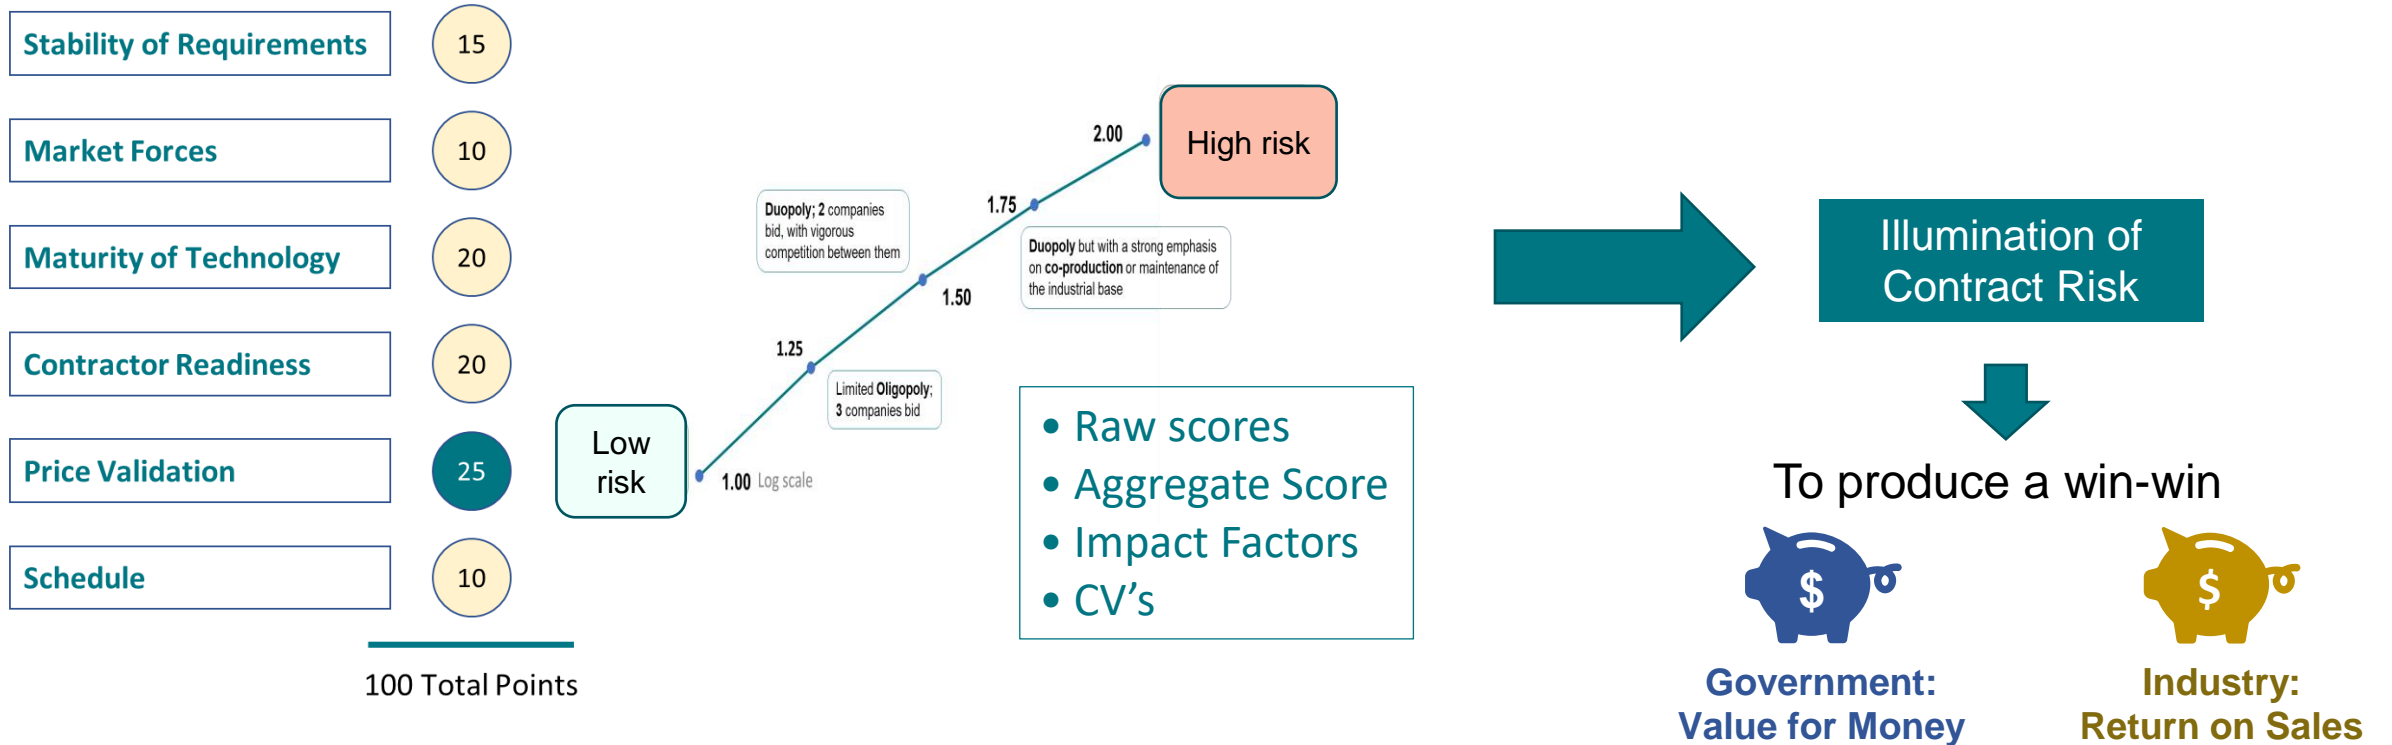 Stability of Requirements
15
Market Forces
10
Maturity of Technology
20
Contractor Readiness
20
Price Validation
25
Schedule
10
100 Total Points
Low
risk
1.00 Log scale
1.25
Limited Oligopoly;
3 companies bid
1.50
Duopoly; 2 companies
bid, with vigorous
competition between them
1.75
Duopoly but with a strong emphasis
on co-production or maintenance of
the industrial base
2.00
High risk
• Raw scores
• Aggregate Score
• Impact Factors
• CV’s
Illumination of
Contract Risk
To produce a win-win
$
Government:
Value for Money
$
Industry:
Return on Sales